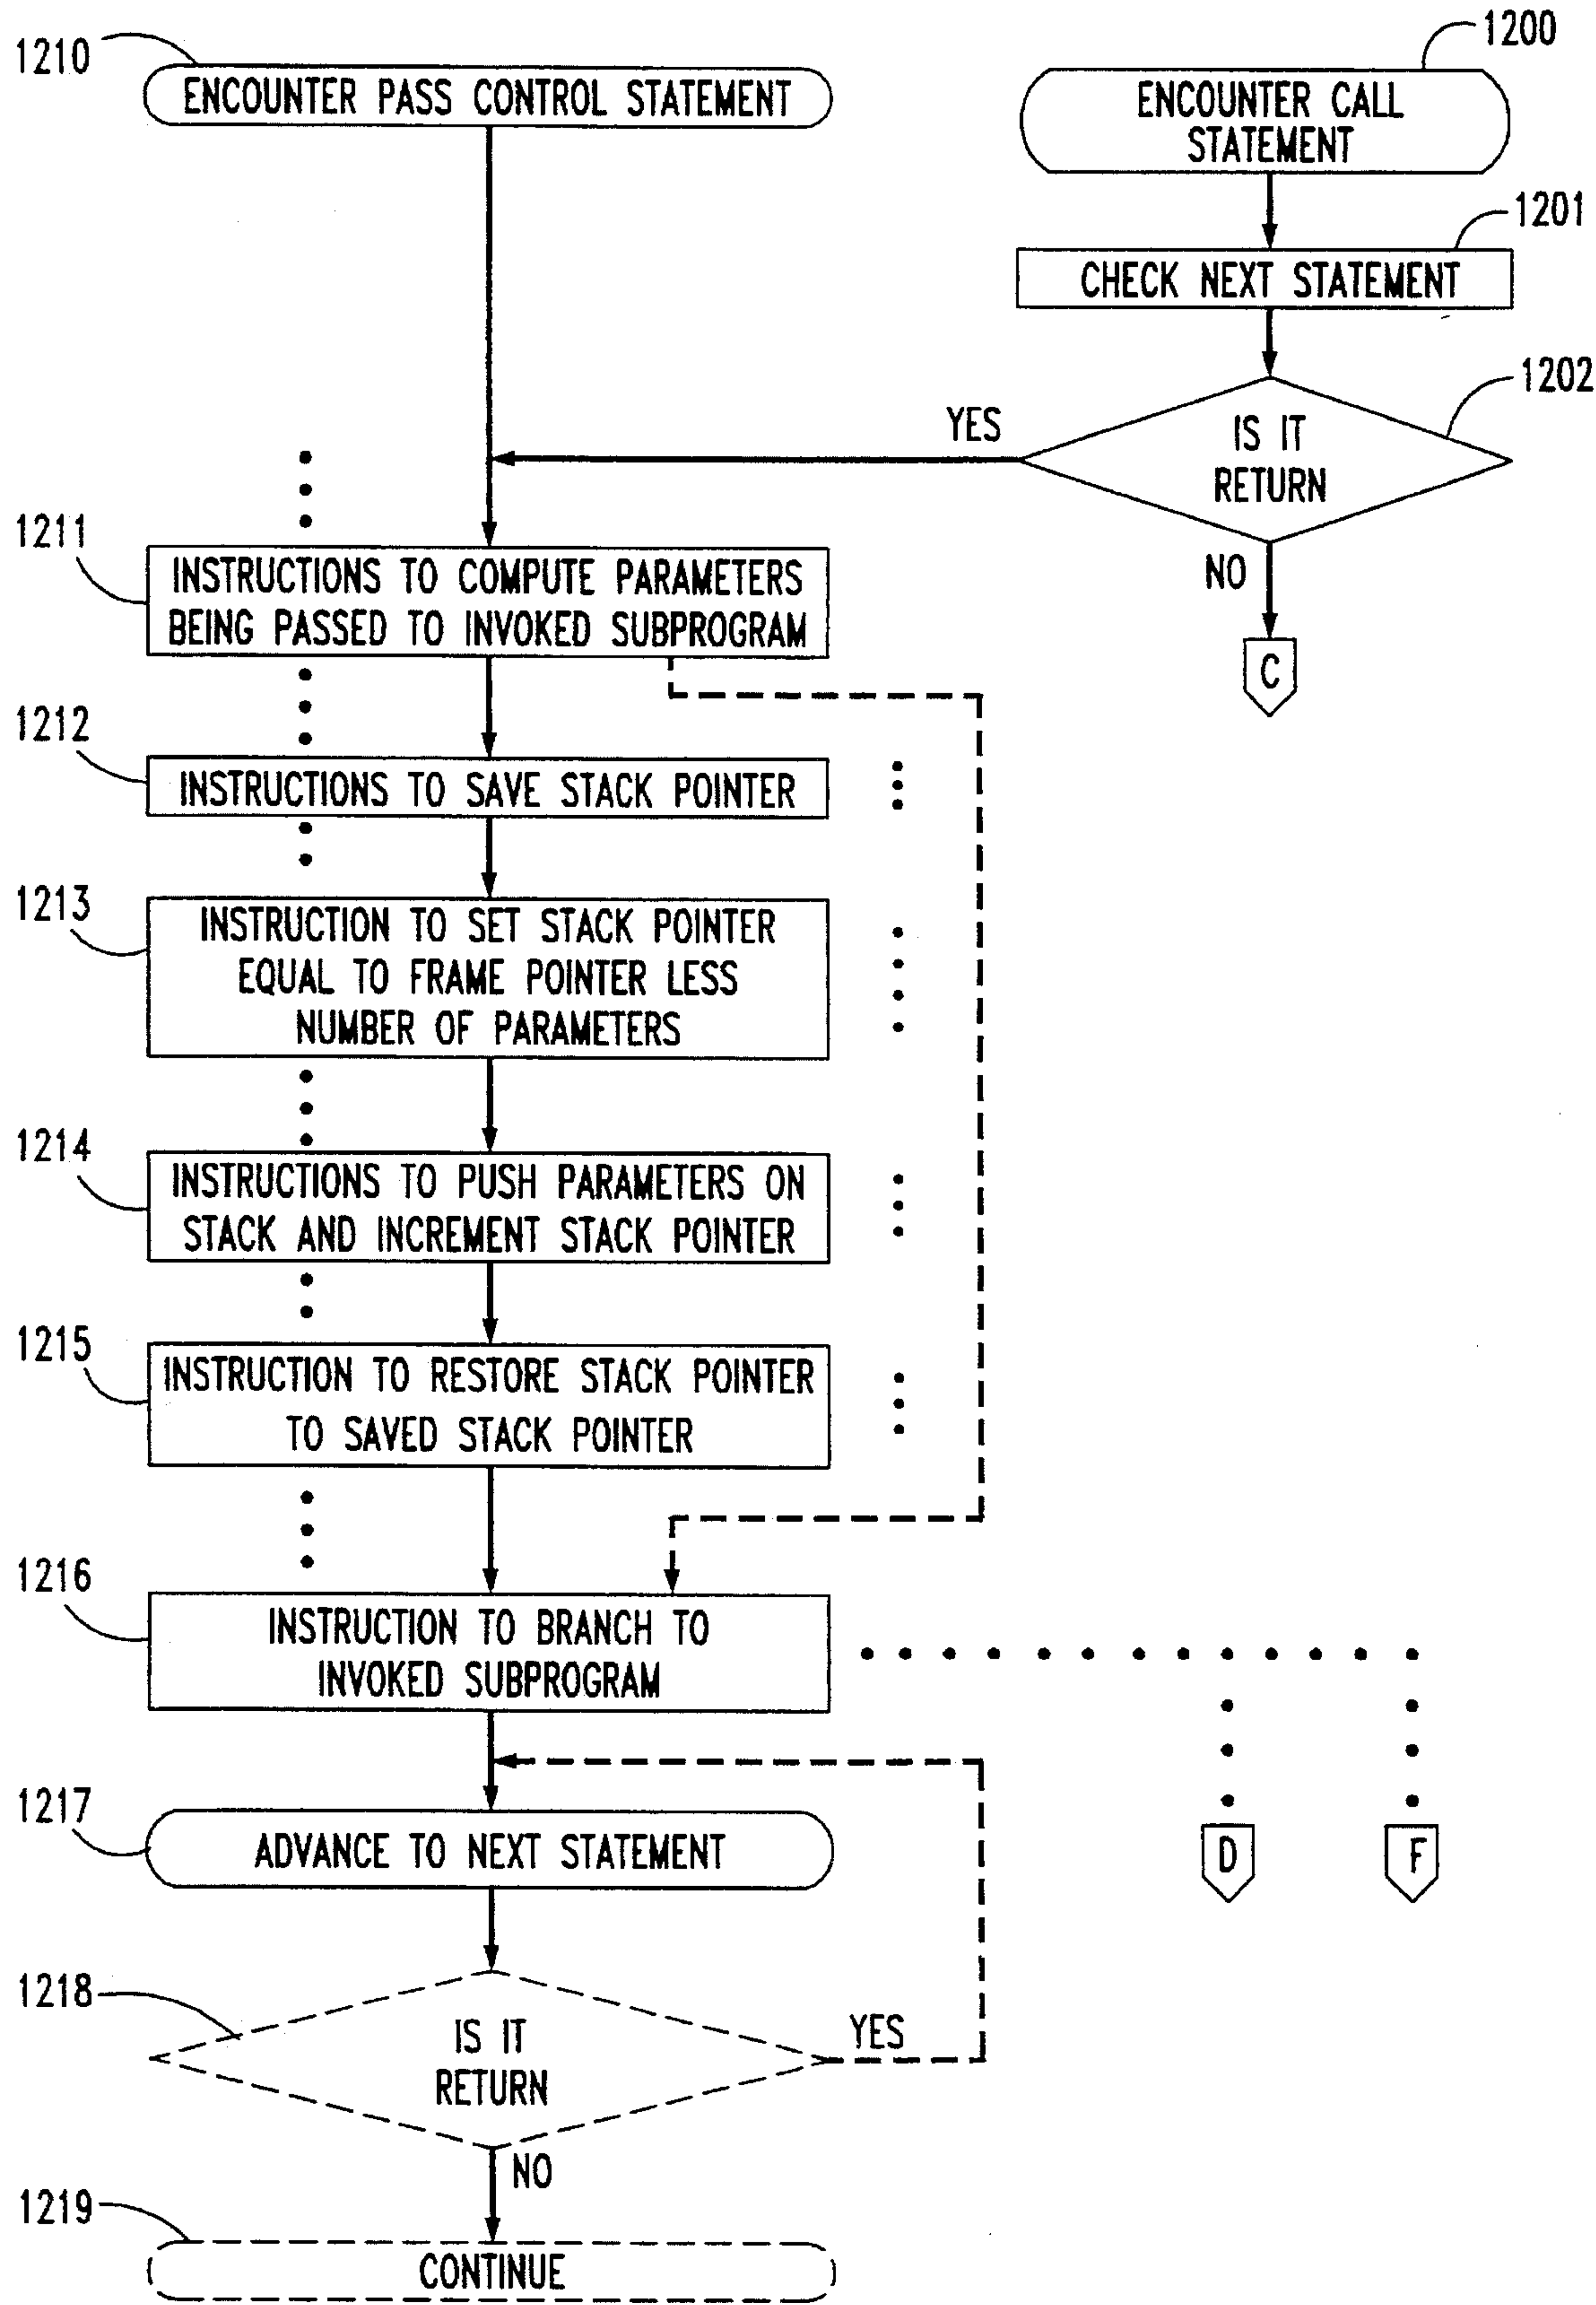 1210
ENCOUNTER PASS CONTROL STATEMENT
1200
ENCOUNTER CALL
STATEMENT
1201
CHECK NEXT STATEMENT
1202
IS IT
RETURN
YES
NO
C
1211
INSTRUCTIONS TO COMPUTE PARAMETERS
BEING PASSED TO INVOKED SUBPROGRAM
1212
INSTRUCTIONS TO SAVE STACK POINTER
1213
INSTRUCTION TO SET STACK POINTER
EQUAL TO FRAME POINTER LESS
NUMBER OF PARAMETERS
1214
INSTRUCTIONS TO PUSH PARAMETERS ON
STACK AND INCREMENT STACK POINTER
1215
INSTRUCTION TO RESTORE STACK POINTER
TO SAVED STACK POINTER
1216
INSTRUCTION TO BRANCH TO
INVOKED SUBPROGRAM
D
F
1217
ADVANCE TO NEXT STATEMENT
1218
IS IT
RETURN
YES
NO
1219
CONTINUE